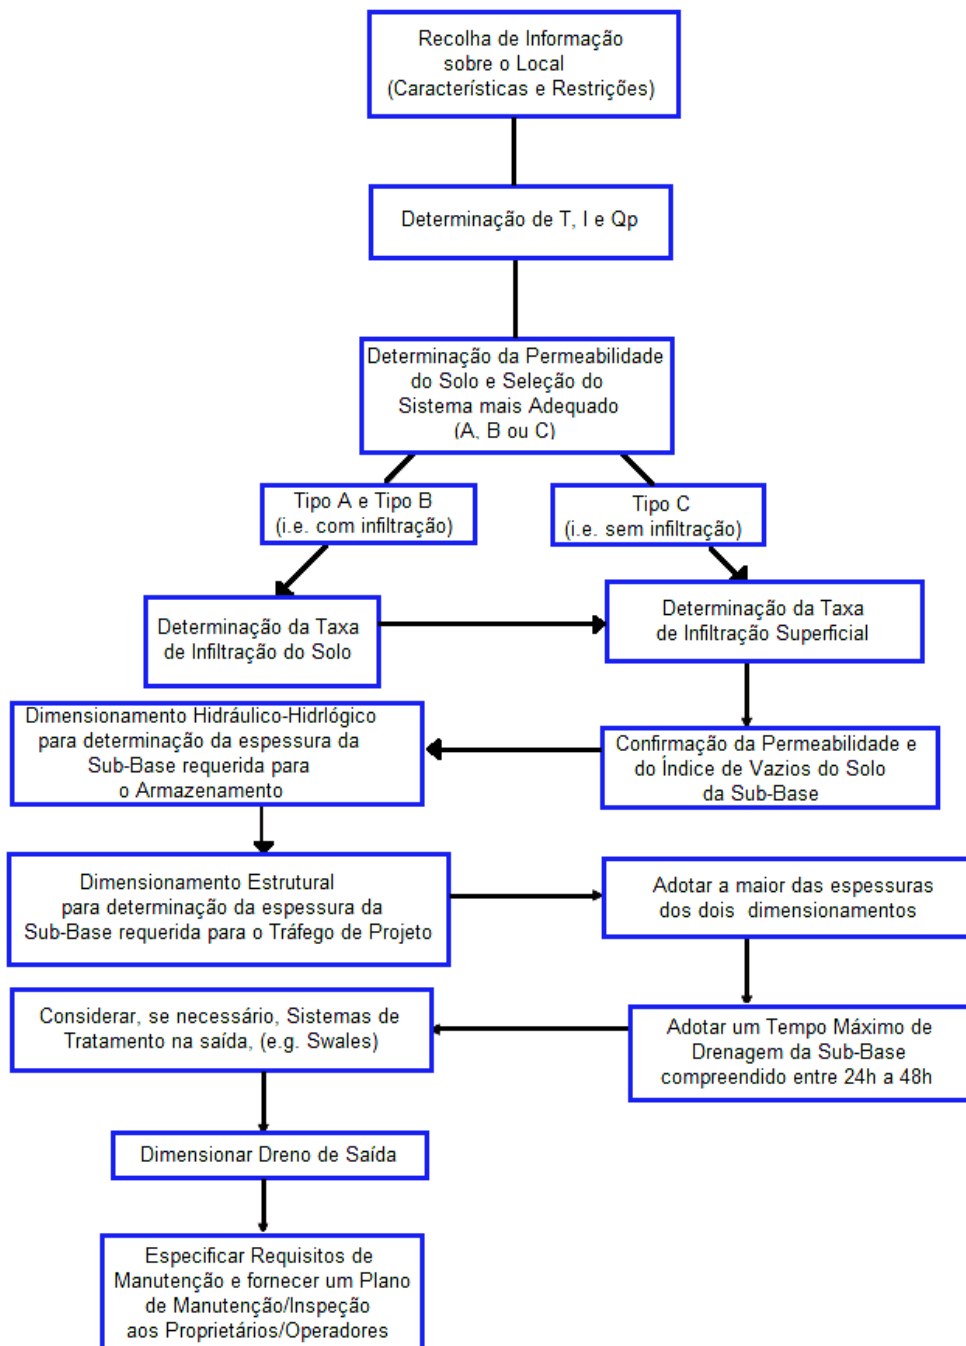 Recolha de Informação
sobre o Local
(Características e Restrições)
Determinação de T, I e Qp
Determinação da Permeabilidade
do Solo e Seleção do
Sistema mais Adequado
(A, B ou C)
Tipo A e Tipo B
(i.e. com infiltração)
Tipo C
(i.e. sem infiltração)
Determinação da Taxa
de Infiltração do Solo
Determinação da Taxa
de Infiltração Superficial
Dimensionamento Hidráulico-Hidrlógico
para determinação da espessura da
Sub-Base requerida para
o Armazenamento
Confirmação da Permeabilidade e
do Índice de Vazios do Solo
da Sub-Base
Dimensionamento Estrutural
para determinação da espessura da
Sub-Base requerida para o Tráfego de Projeto
Adotar a maior das espessuras
dos dois dimensionamentos
Considerar, se necessário, Sistemas de
Tratamento na saída, (e.g. Swales)
Adotar um Tempo Máximo de
Drenagem da Sub-Base
compreendido entre 24h a 48h
Dimensionar Dreno de Saída
Especificar Requisitos de
Manutenção e fornecer um Plano
de Manutenção/Inspeção
aos Proprietários/Operadores